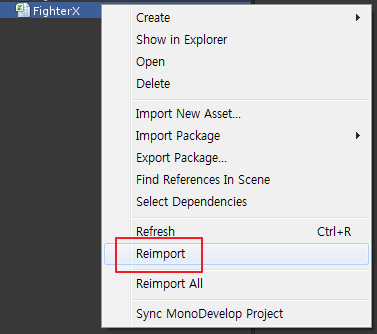 FighterX
Create
Show in Explorer
Open
Delete
Import New Asset...
Import Package
Export Package...
Find References In Scene
Select Dependencies
Refresh Ctrl+R
Reimport
Reimport All
Sync MonoDevelop Project